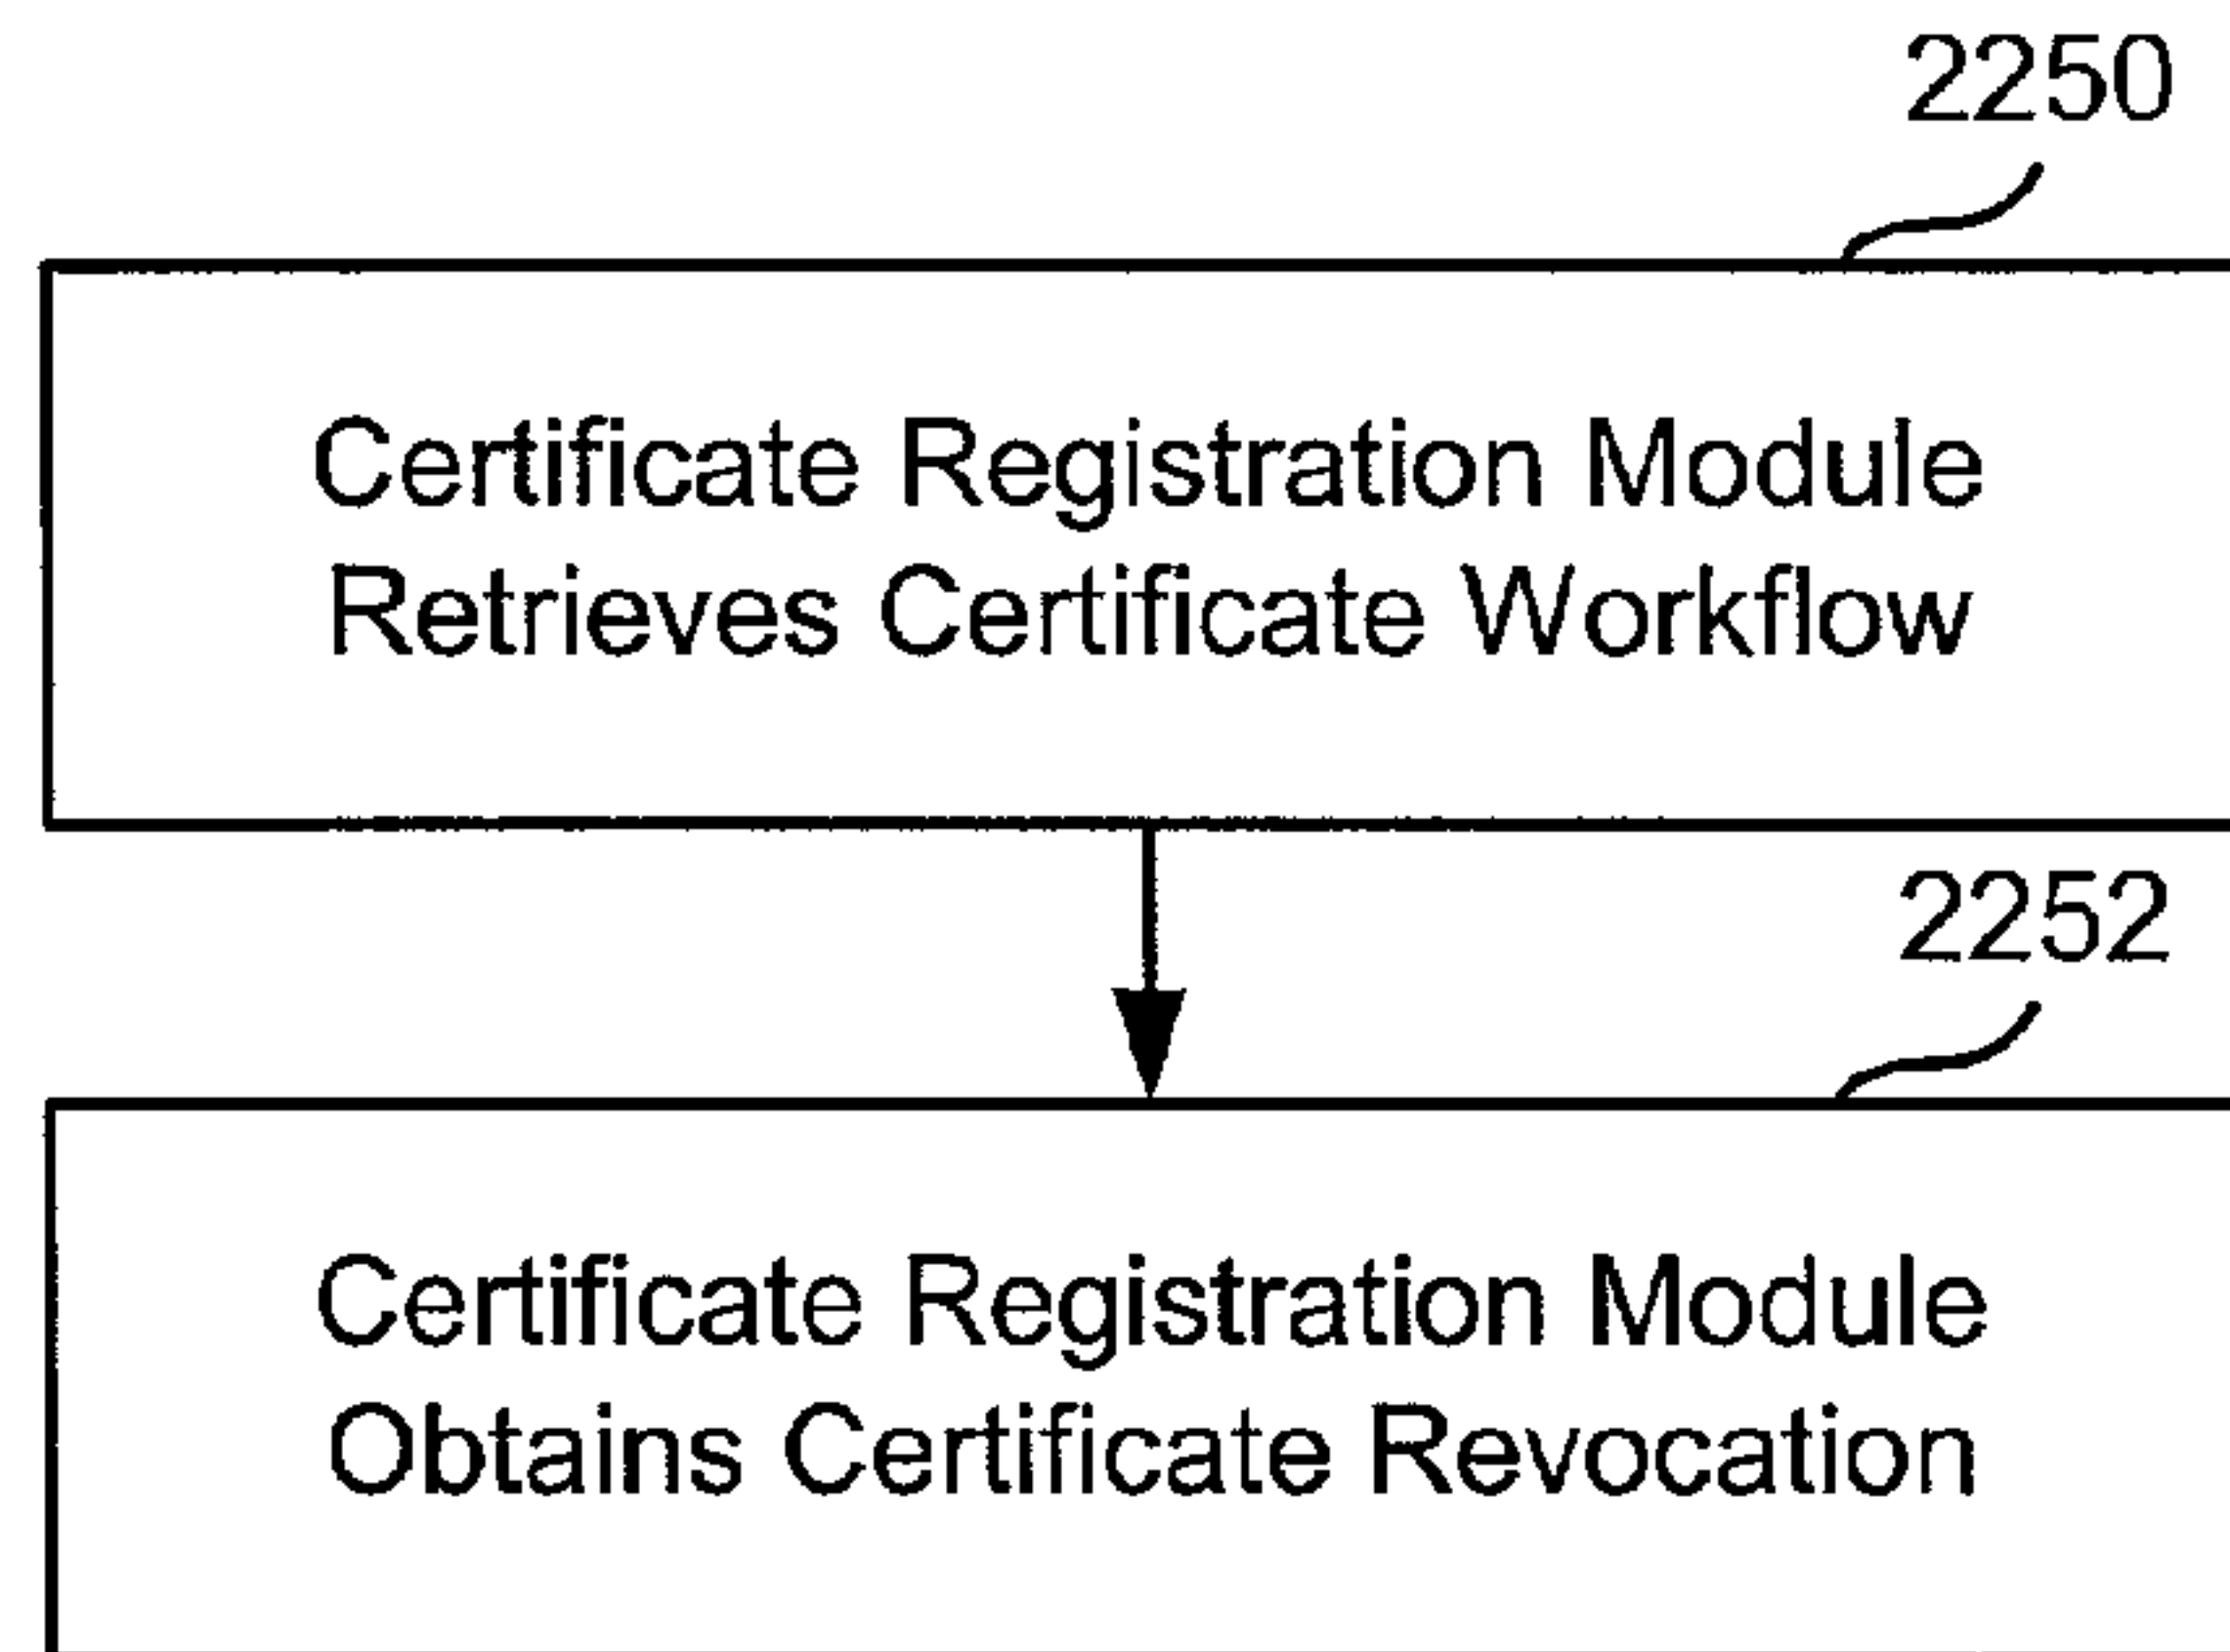 2250
Certificate Registration Module
Retrieves Certificate Workflow
2252
Certificate Registration Module
Obtains Certificate Revocation